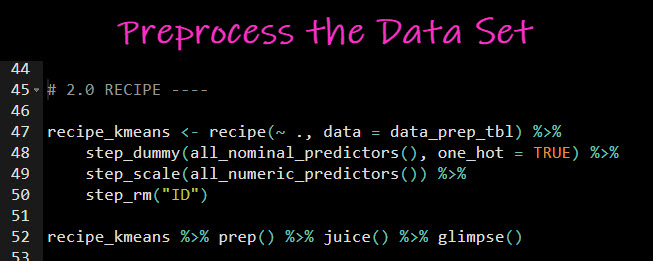 Preprocess the Data Set
44
45 # 2.0 RECIPE ----
46
47 recipe_kmeans <- recipe(~ ., data = data_prep_tbl) %>%
48     step_dummy(all_nominal_predictors(), one_hot = TRUE) %>%
49     step_scale(all_numeric_predictors()) %>%
50     step_rm("ID")
51
52 recipe_kmeans %>% prep() %>% juice() %>% glimpse()
53